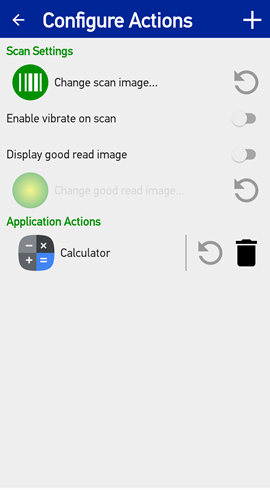 Configure Actions
Scan Settings
Change scan image...
Enable vibrate on scan
Display good read image
Change good read image...
Application Actions
Calculator